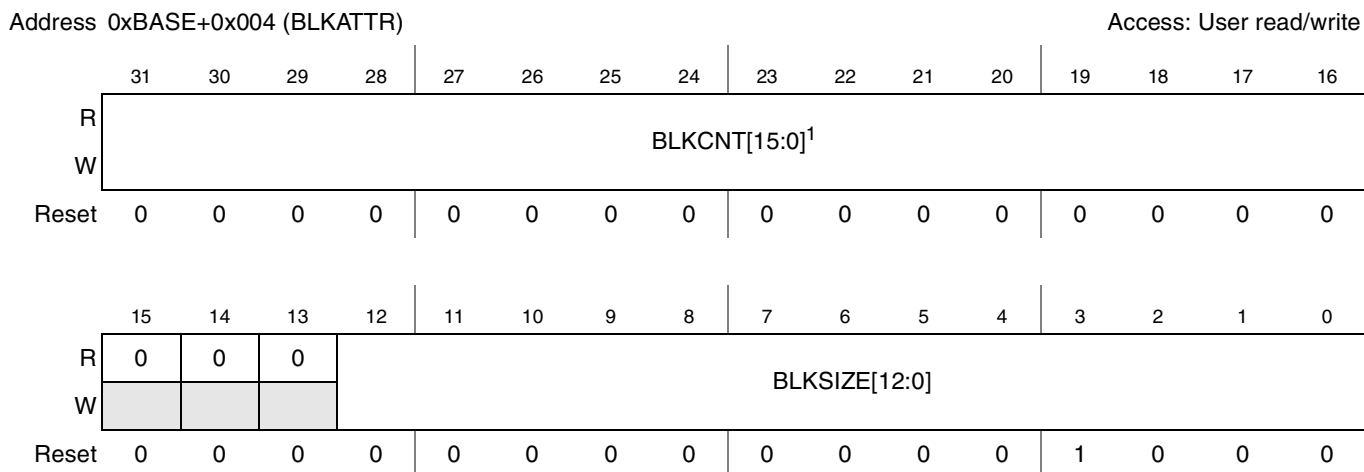 Address 0xBASE+0x004 (BLKATTR) Access: User read/write
31 30 29 28 27 26 25 24 23 22 21 20 19 18 17 16
R
BLKCNT[15:0]1
W
Reset 0 0 0 0 0 0 0 0 0 0 0 0 0 0 0 0
15 14 13 12 11 10 9 8 7 6 5 4 3 2 1 0
R 0 0 0
BLKSIZE[12:0]
W
Reset 0 0 0 0 0 0 0 0 0 0 0 0 1 0 0 0